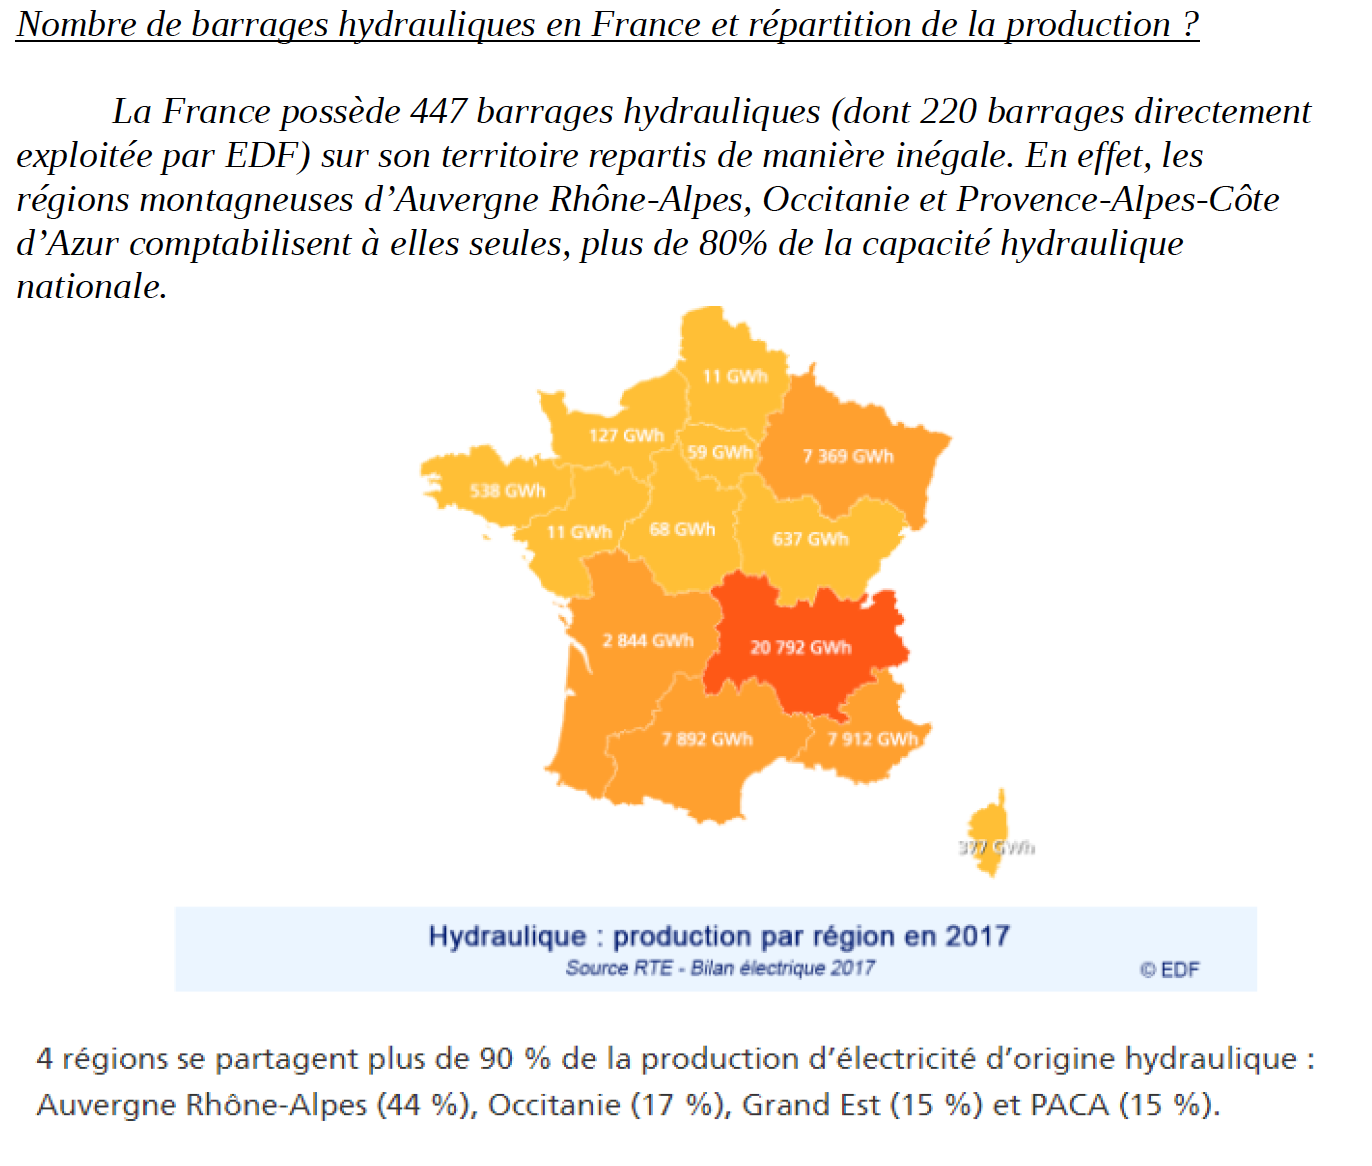 Nombre de barrages hydrauliques en France et répartition de la production ?
La France possède 447 barrages hydrauliques (dont 220 barrages directement
exploitée par EDF) sur son territoire repartis de manière inégale. En effet, les
régions montagneuses d’Auvergne Rhône-Alpes, Occitanie et Provence-Alpes-Côte
d’Azur comptabilisent à elles seules, plus de 80% de la capacité hydraulique
nationale.
11 GWh
127 GWh
59 GWh
7 369 GWh
538 GWh
11 GWh
68 GWh
637 GWh
2 844 GWh
20 792 GWh
7 892 GWh
7 912 GWh
377 GWh
Hydraulique : production par région en 2017
Source RTE - Bilan électrique 2017
© EDF
4 régions se partagent plus de 90 % de la production d’électricité d’origine hydraulique :
Auvergne Rhône-Alpes (44 %), Occitanie (17 %), Grand Est (15 %) et PACA (15 %).